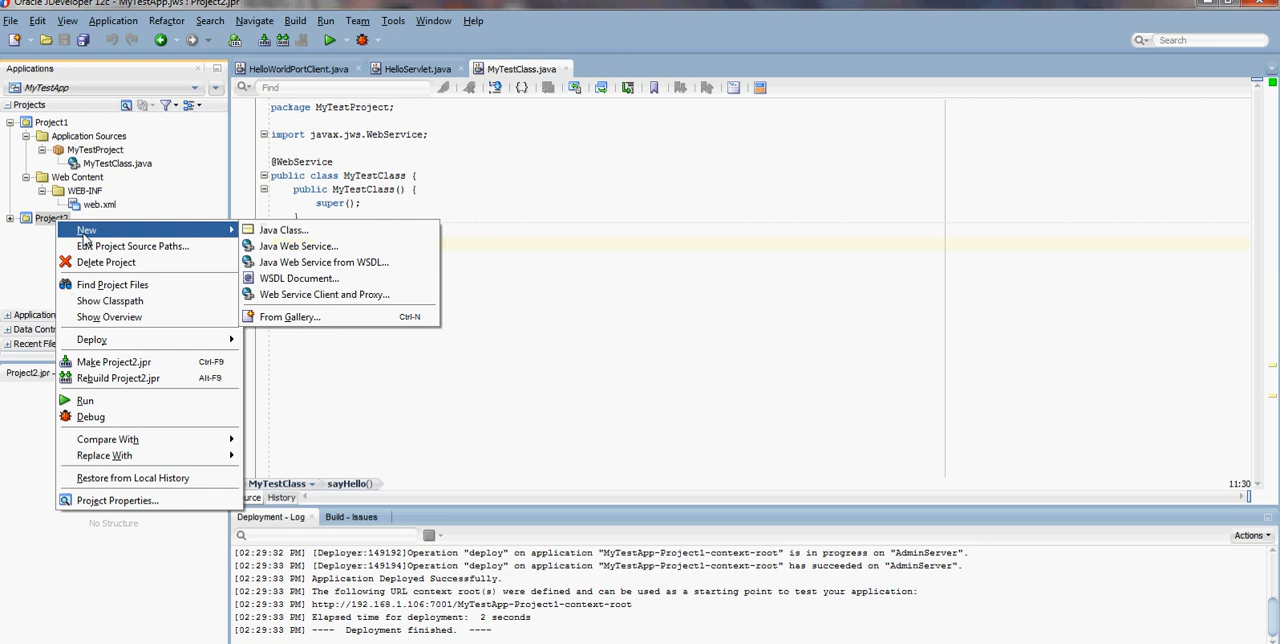 Oracle JDeveloper 12c - MyTestApp.jws : Project2.jpr
File Edit View Application Refactor Search Navigate Build Run Team Tools Window Help
Search
Applications
MyTestApp
Projects
Project1
Application Sources
MyTestProject
MyTestClass.java
Web Content
WEB-INF
web.xml
Project2
Application
Data Contr
Recent File
Project2.jpr -
No Structure
New
Edit Project Source Paths...
Delete Project
Find Project Files
Show Classpath
Show Overview
Deploy
Make Project2.jpr Ctrl-F9
Rebuild Project2.jpr Alt-F9
Run
Debug
Compare With
Replace With
Restore from Local History
Project Properties...
Java Class...
Java Web Service...
Java Web Service from WSDL...
WSDL Document...
Web Service Client and Proxy...
From Gallery... Ctrl-N
HelloWorldPortClient.java HelloServlet.java MyTestClass.java
Find
package MyTestProject;
import javax.jws.WebService;
@WebService
public class MyTestClass {
public MyTestClass() {
super();
}
MyTestClass sayHello()
11:30
ource History
Deployment - Log Build - Issues
Actions
[02:29:32 PM] [Deployer:149192]Operation "deploy" on application "MyTestApp-Project1-context-root" is in progress on "AdminServer".
[02:29:33 PM] [Deployer:149194]Operation "deploy" on application "MyTestApp-Project1-context-root" has succeeded on "AdminServer".
[02:29:33 PM] Application Deployed Successfully.
[02:29:33 PM] The following URL context root(s) were defined and can be used as a starting point to test your application:
[02:29:33 PM] http://192.168.1.106:7001/MyTestApp-Project1-context-root
[02:29:33 PM] Elapsed time for deployment: 2 seconds
[02:29:33 PM] ---- Deployment finished. ----